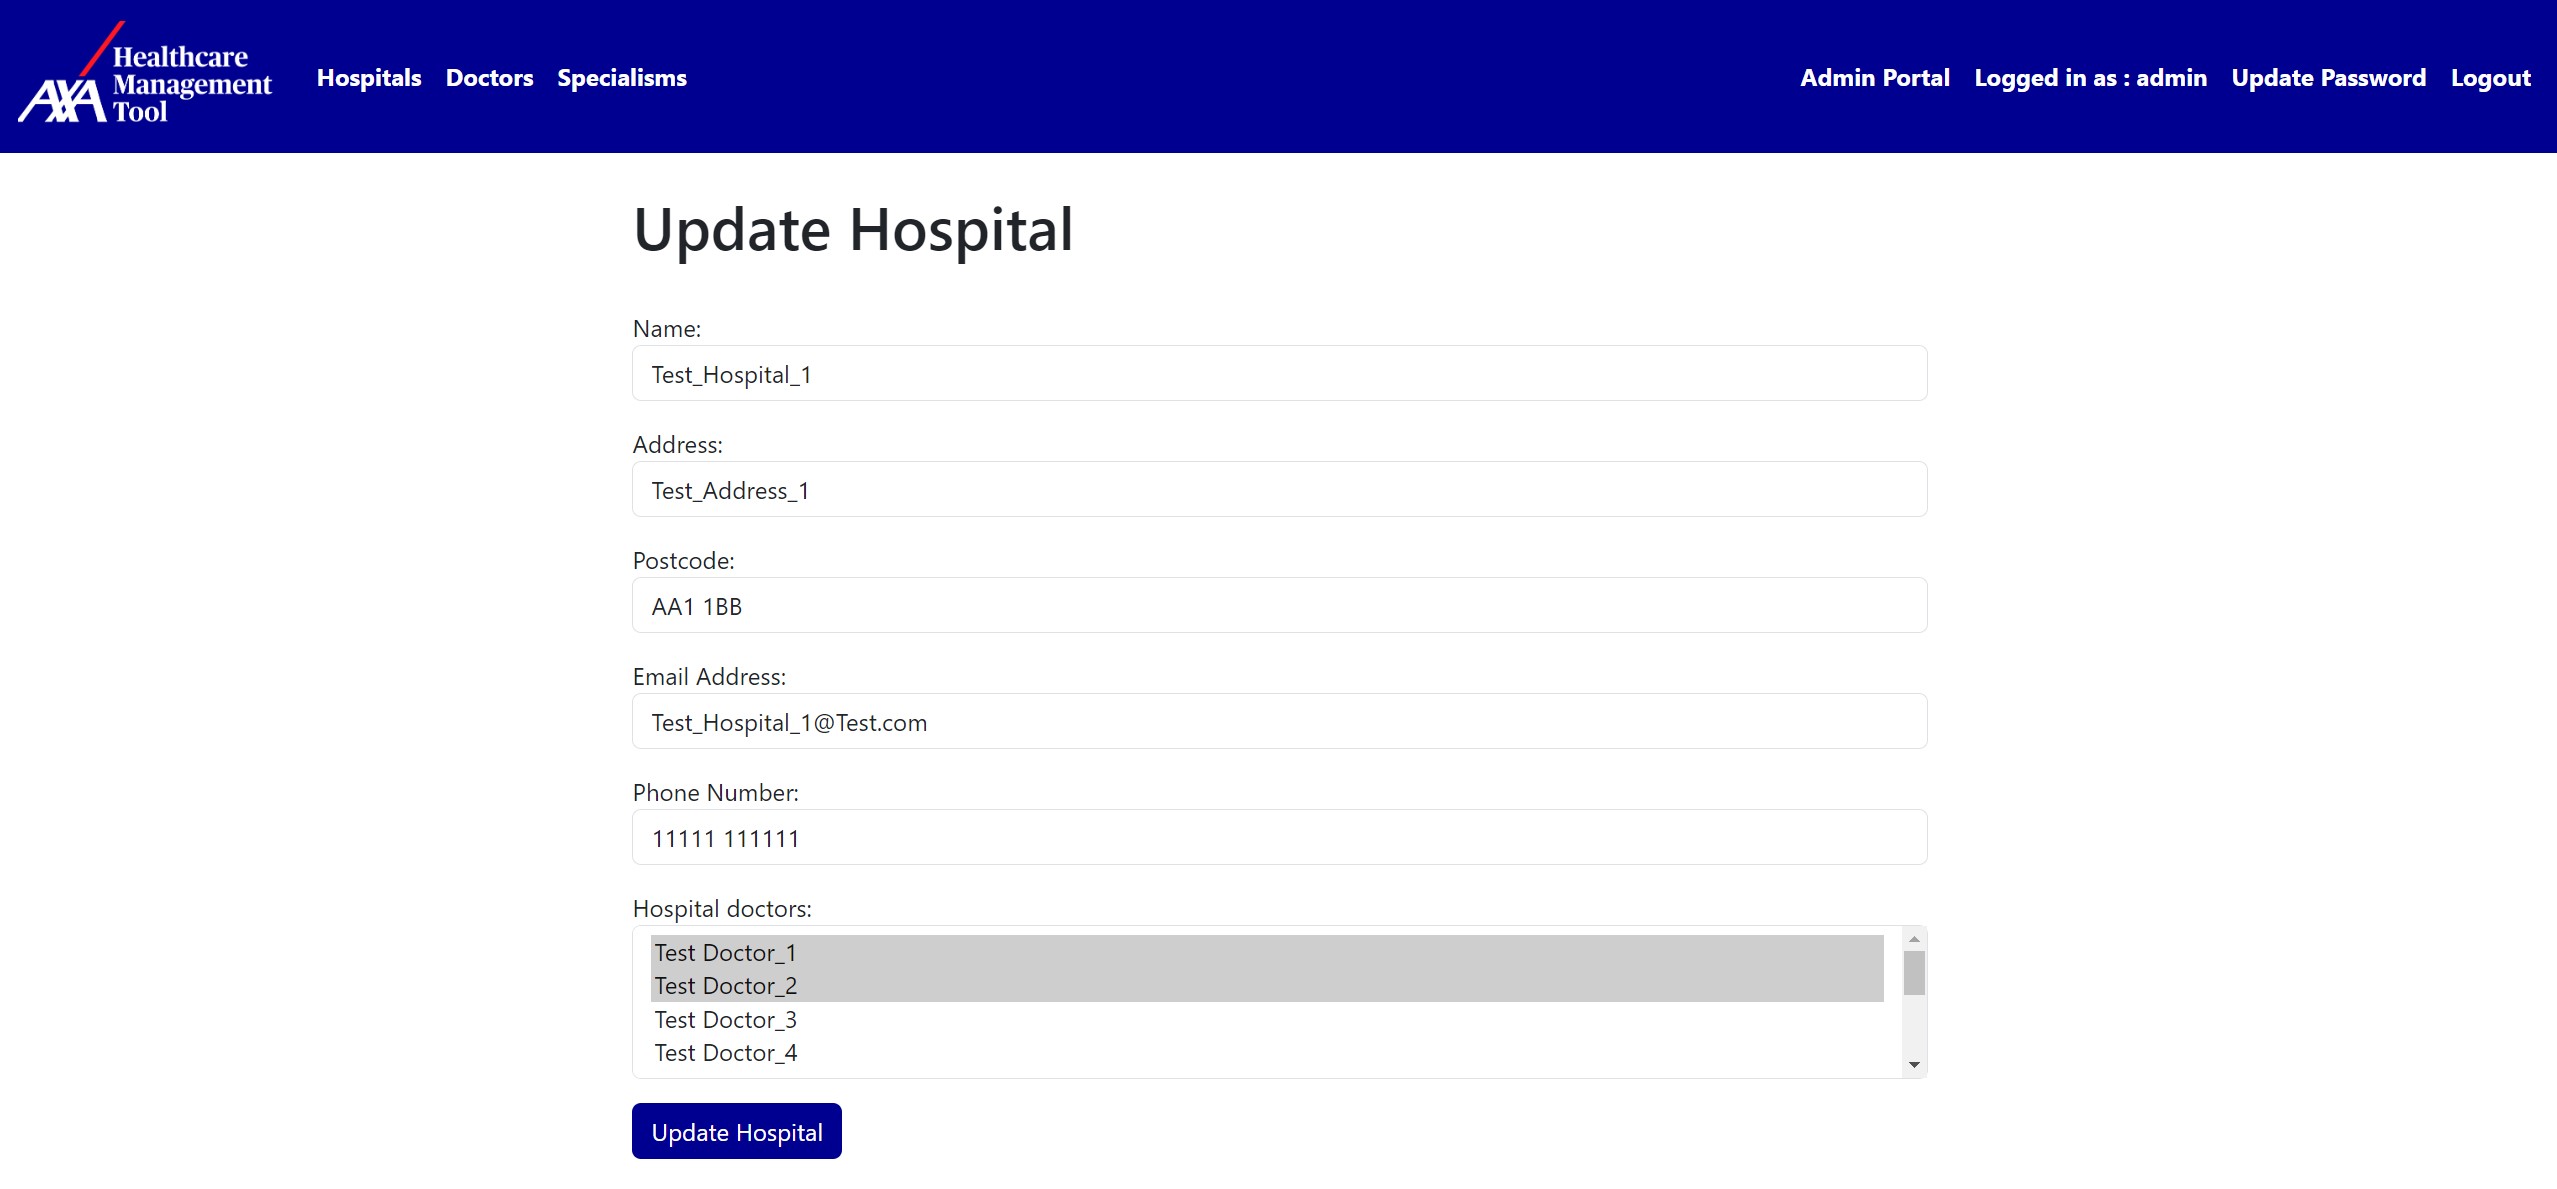 AXA
Healthcare
Management
Tool
Hospitals Doctors Specialisms
Admin Portal Logged in as : admin Update Password Logout
Update Hospital
Name:
Test_Hospital_1
Address:
Test_Address_1
Postcode:
AA1 1BB
Email Address:
Test_Hospital_1@Test.com
Phone Number:
11111 111111
Hospital doctors:
Test Doctor_1
Test Doctor_2
Test Doctor_3
Test Doctor_4
Update Hospital